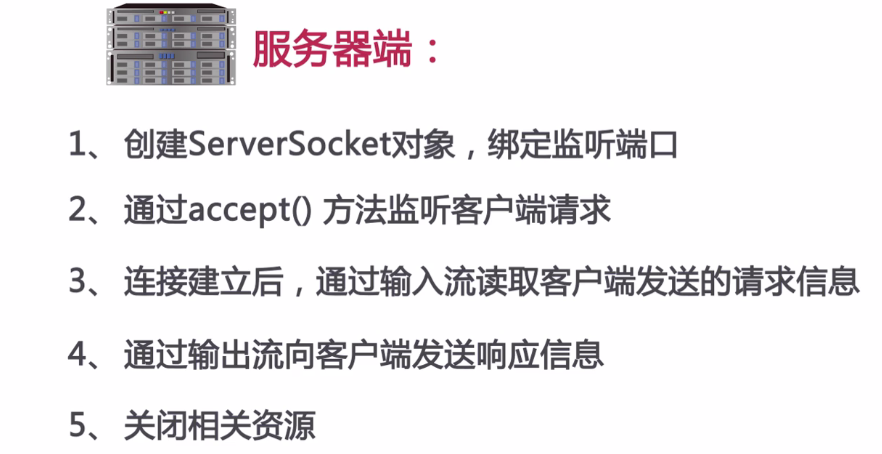 服务器端：
1、 创建ServerSocket对象，绑定监听端口
2、 通过accept() 方法监听客户端请求
3、 连接建立后，通过输入流读取客户端发送的请求信息
4、 通过输出流向客户端发送响应信息
5、 关闭相关资源